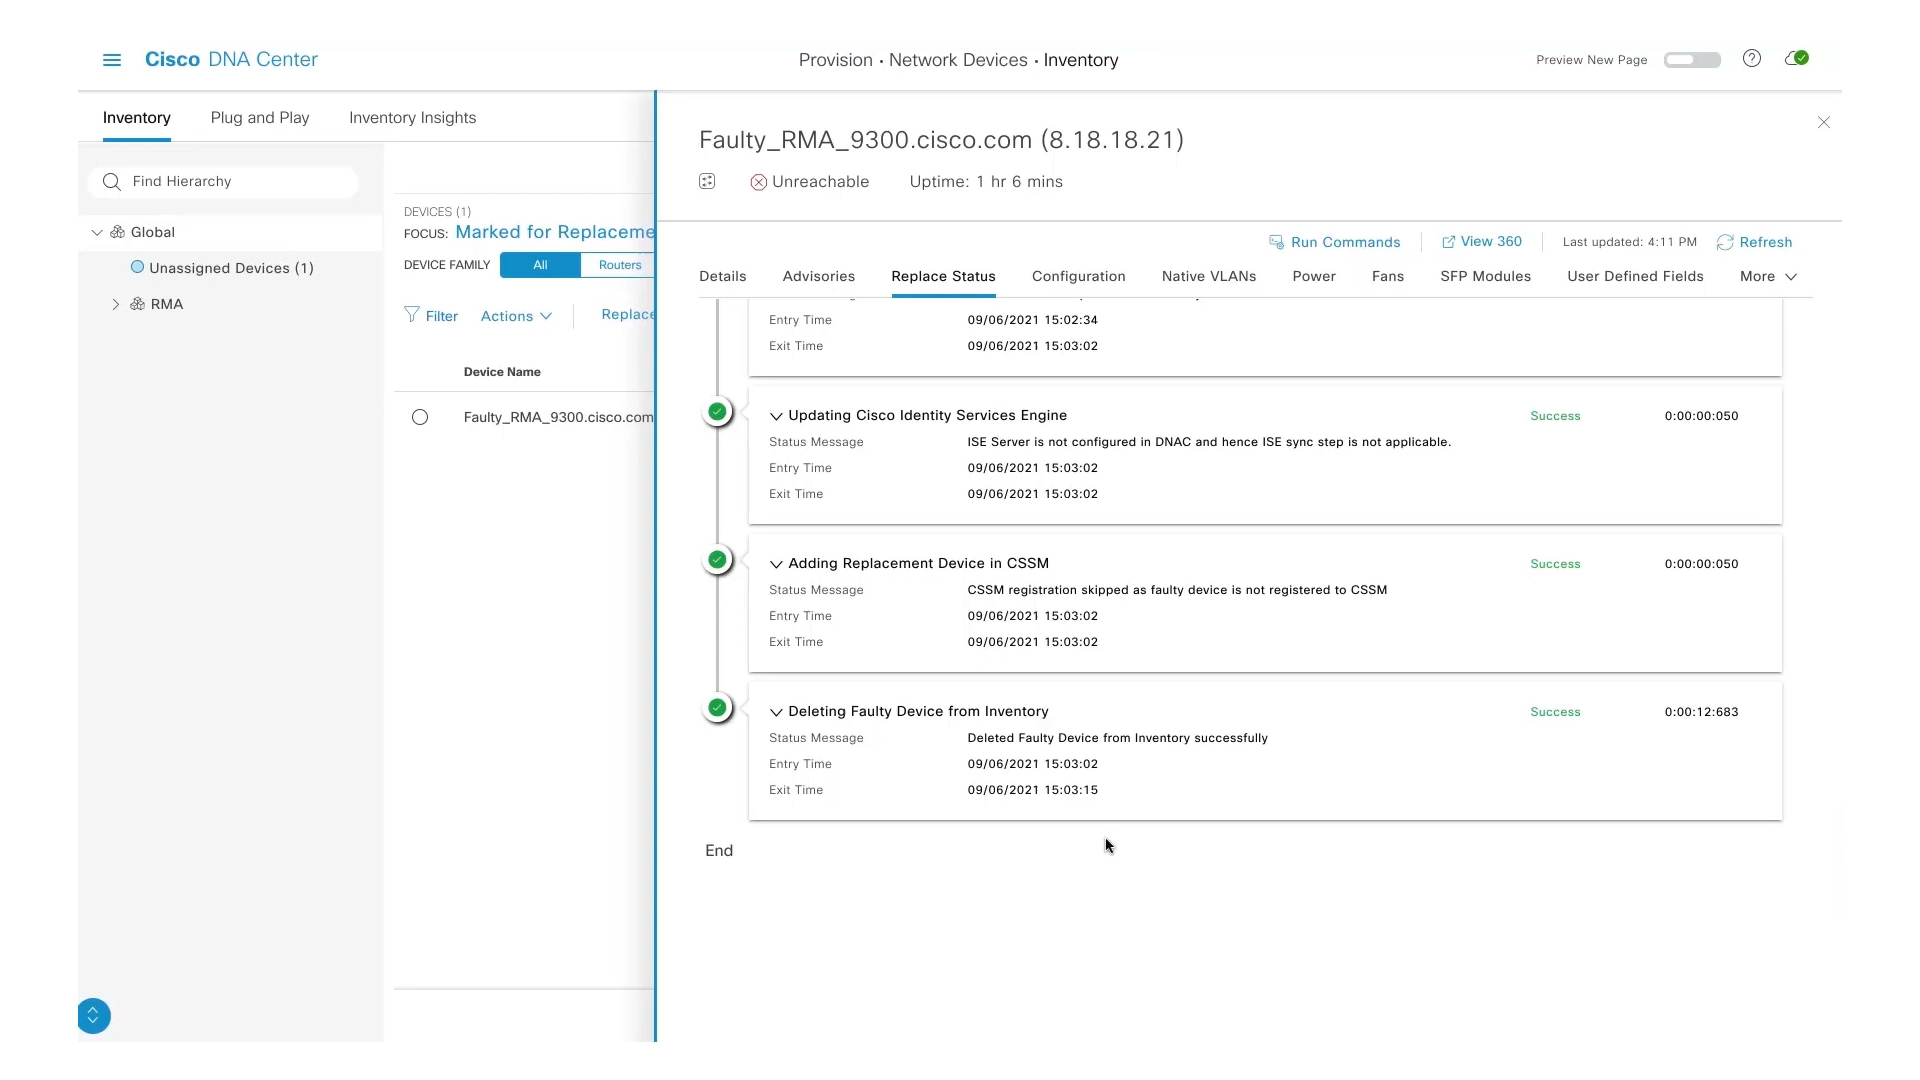 Cisco DNA Center
Provision • Network Devices • Inventory
Preview New Page
Inventory
Plug and Play
Inventory Insights
Find Hierarchy
Global
Unassigned Devices (1)
RMA
DEVICES (1)
FOCUS: Marked for Replaceme
DEVICE FAMILY
All
Routers
Filter
Actions
Replace
Device Name
Faulty_RMA_9300.cisco.com
Faulty_RMA_9300.cisco.com (8.18.18.21)
Unreachable
Uptime: 1 hr 6 mins
Run Commands
View 360
Last updated: 4:11 PM
Refresh
Details
Advisories
Replace Status
Configuration
Native VLANs
Power
Fans
SFP Modules
User Defined Fields
More
Entry Time 09/06/2021 15:02:34
Exit Time 09/06/2021 15:03:02
Updating Cisco Identity Services Engine Success 0:00:00:050
Status Message ISE Server is not configured in DNAC and hence ISE sync step is not applicable.
Entry Time 09/06/2021 15:03:02
Exit Time 09/06/2021 15:03:02
Adding Replacement Device in CSSM Success 0:00:00:050
Status Message CSSM registration skipped as faulty device is not registered to CSSM
Entry Time 09/06/2021 15:03:02
Exit Time 09/06/2021 15:03:02
Deleting Faulty Device from Inventory Success 0:00:12:683
Status Message Deleted Faulty Device from Inventory successfully
Entry Time 09/06/2021 15:03:02
Exit Time 09/06/2021 15:03:15
End